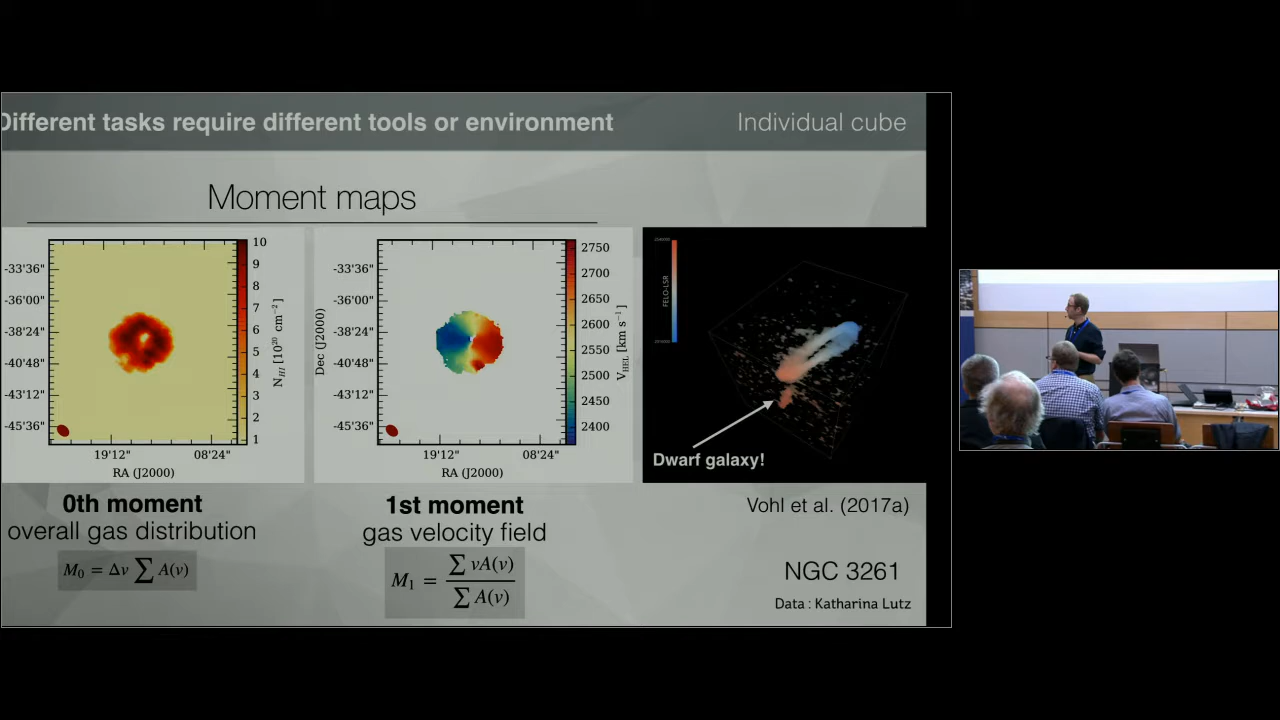 Different tasks require different tools or environment
Individual cube
Moment maps
-33'36"
-36'00"
-38'24"
-40'48"
-43'12"
-45'36"
19'12"
08'24"
RA (J2000)
10
9
8
7
6
5
4
3
2
1
N_HI [10^20 cm^-2]
Dec (J2000)
-33'36"
-36'00"
-38'24"
-40'48"
-43'12"
-45'36"
19'12"
08'24"
RA (J2000)
2750
2700
2650
2600
2550
2500
2450
2400
V_HEL [km s^-1]
FELO-LSR
Dwarf galaxy!
0th moment
overall gas distribution
M_0 = Δv ∑ A(v)
1st moment
gas velocity field
M_1 = ∑ vA(v) / ∑ A(v)
Vohl et al. (2017a)
NGC 3261
Data : Katharina Lutz